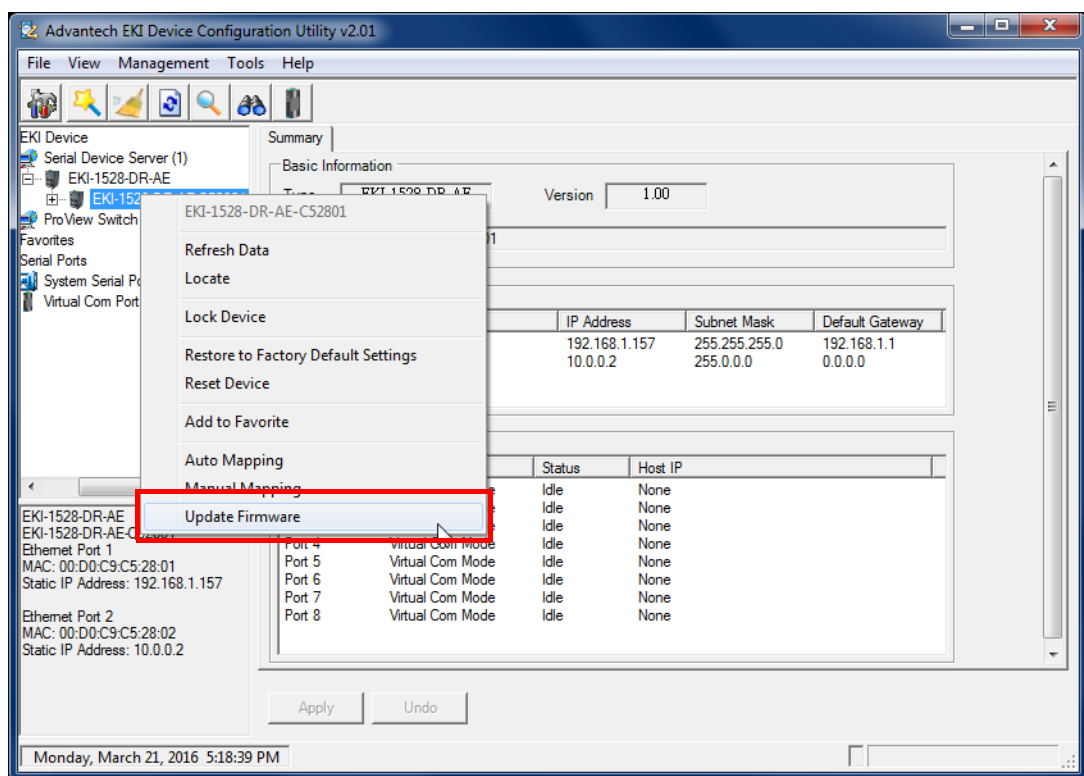 Advantech EKI Device Configuration Utility v2.01
File View Management Tools Help
EKI Device
Serial Device Server (1)
EKI-1528-DR-AE
ProView Switch
Favorites
Serial Ports
Virtual Com Port
EKI-1528-DR-AE
Ethernet Port 1
MAC: 00:D0:C9:C5:28:01
Static IP Address: 192.168.1.157
Ethernet Port 2
MAC: 00:D0:C9:C5:28:02
Static IP Address: 10.0.0.2
EKI-1528-DR-AE-C52801
Refresh Data
Locate
Lock Device
Restore to Factory Default Settings
Reset Device
Add to Favorite
Auto Mapping
Manual Mapping
Update Firmware
Summary
Basic Information
Type EKI-1528-DR-AE Version 1.00
IP Address Subnet Mask Default Gateway
192.168.1.157 255.255.255.0 192.168.1.1
10.0.0.2 255.0.0.0 0.0.0.0
Status Host IP
Idle None
Idle None
Idle None
Port 4 Virtual Com Mode Idle None
Port 5 Virtual Com Mode Idle None
Port 6 Virtual Com Mode Idle None
Port 7 Virtual Com Mode Idle None
Port 8 Virtual Com Mode Idle None
Apply Undo
Monday, March 21, 2016 5:18:39 PM